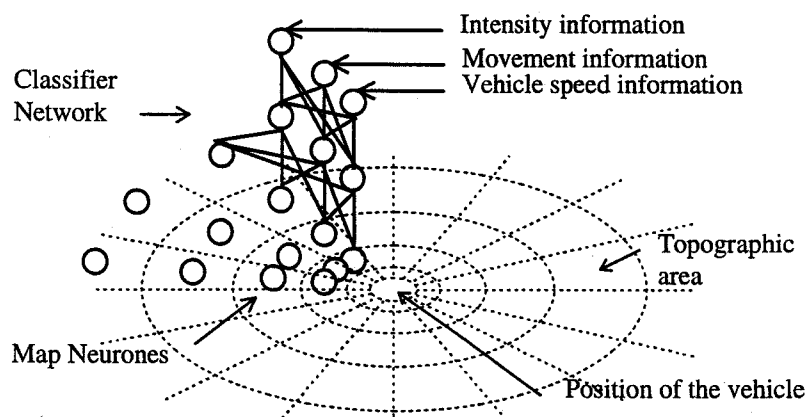 Intensity information
Movement information
Vehicle speed information
Classifier
Network
Topographic
area
Map Neurones
Position of the vehicle